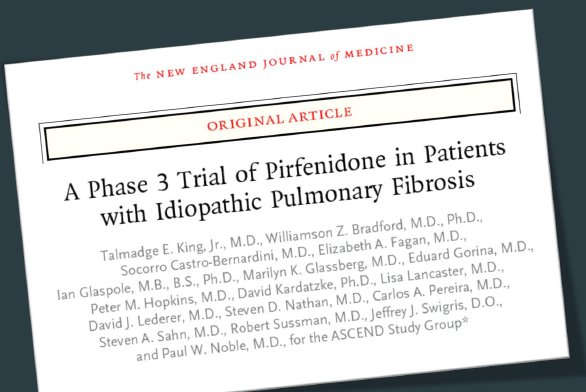 The NEW ENGLAND JOURNAL of MEDICINE
ORIGINAL ARTICLE
A Phase 3 Trial of Pirfenidone in Patients
with Idiopathic Pulmonary Fibrosis
Talmadge E. King, Jr., M.D., Williamson Z. Bradford, M.D., Ph.D.,
Socorro Castro-Bernardini, M.D., Elizabeth A. Fagan, M.D.,
Ian Glaspole, M.B., B.S., Ph.D., Marilyn K. Glassberg, M.D., Eduard Gorina, M.D.,
Peter M. Hopkins, M.D., David Kardatzke, Ph.D., Lisa Lancaster, M.D.,
David J. Lederer, M.D., Steven D. Nathan, M.D., Carlos A. Pereira, M.D.,
Steven A. Sahn, M.D., Robert Sussman, M.D., Jeffrey J. Swigris, D.O.,
and Paul W. Noble, M.D., for the ASCEND Study Group*